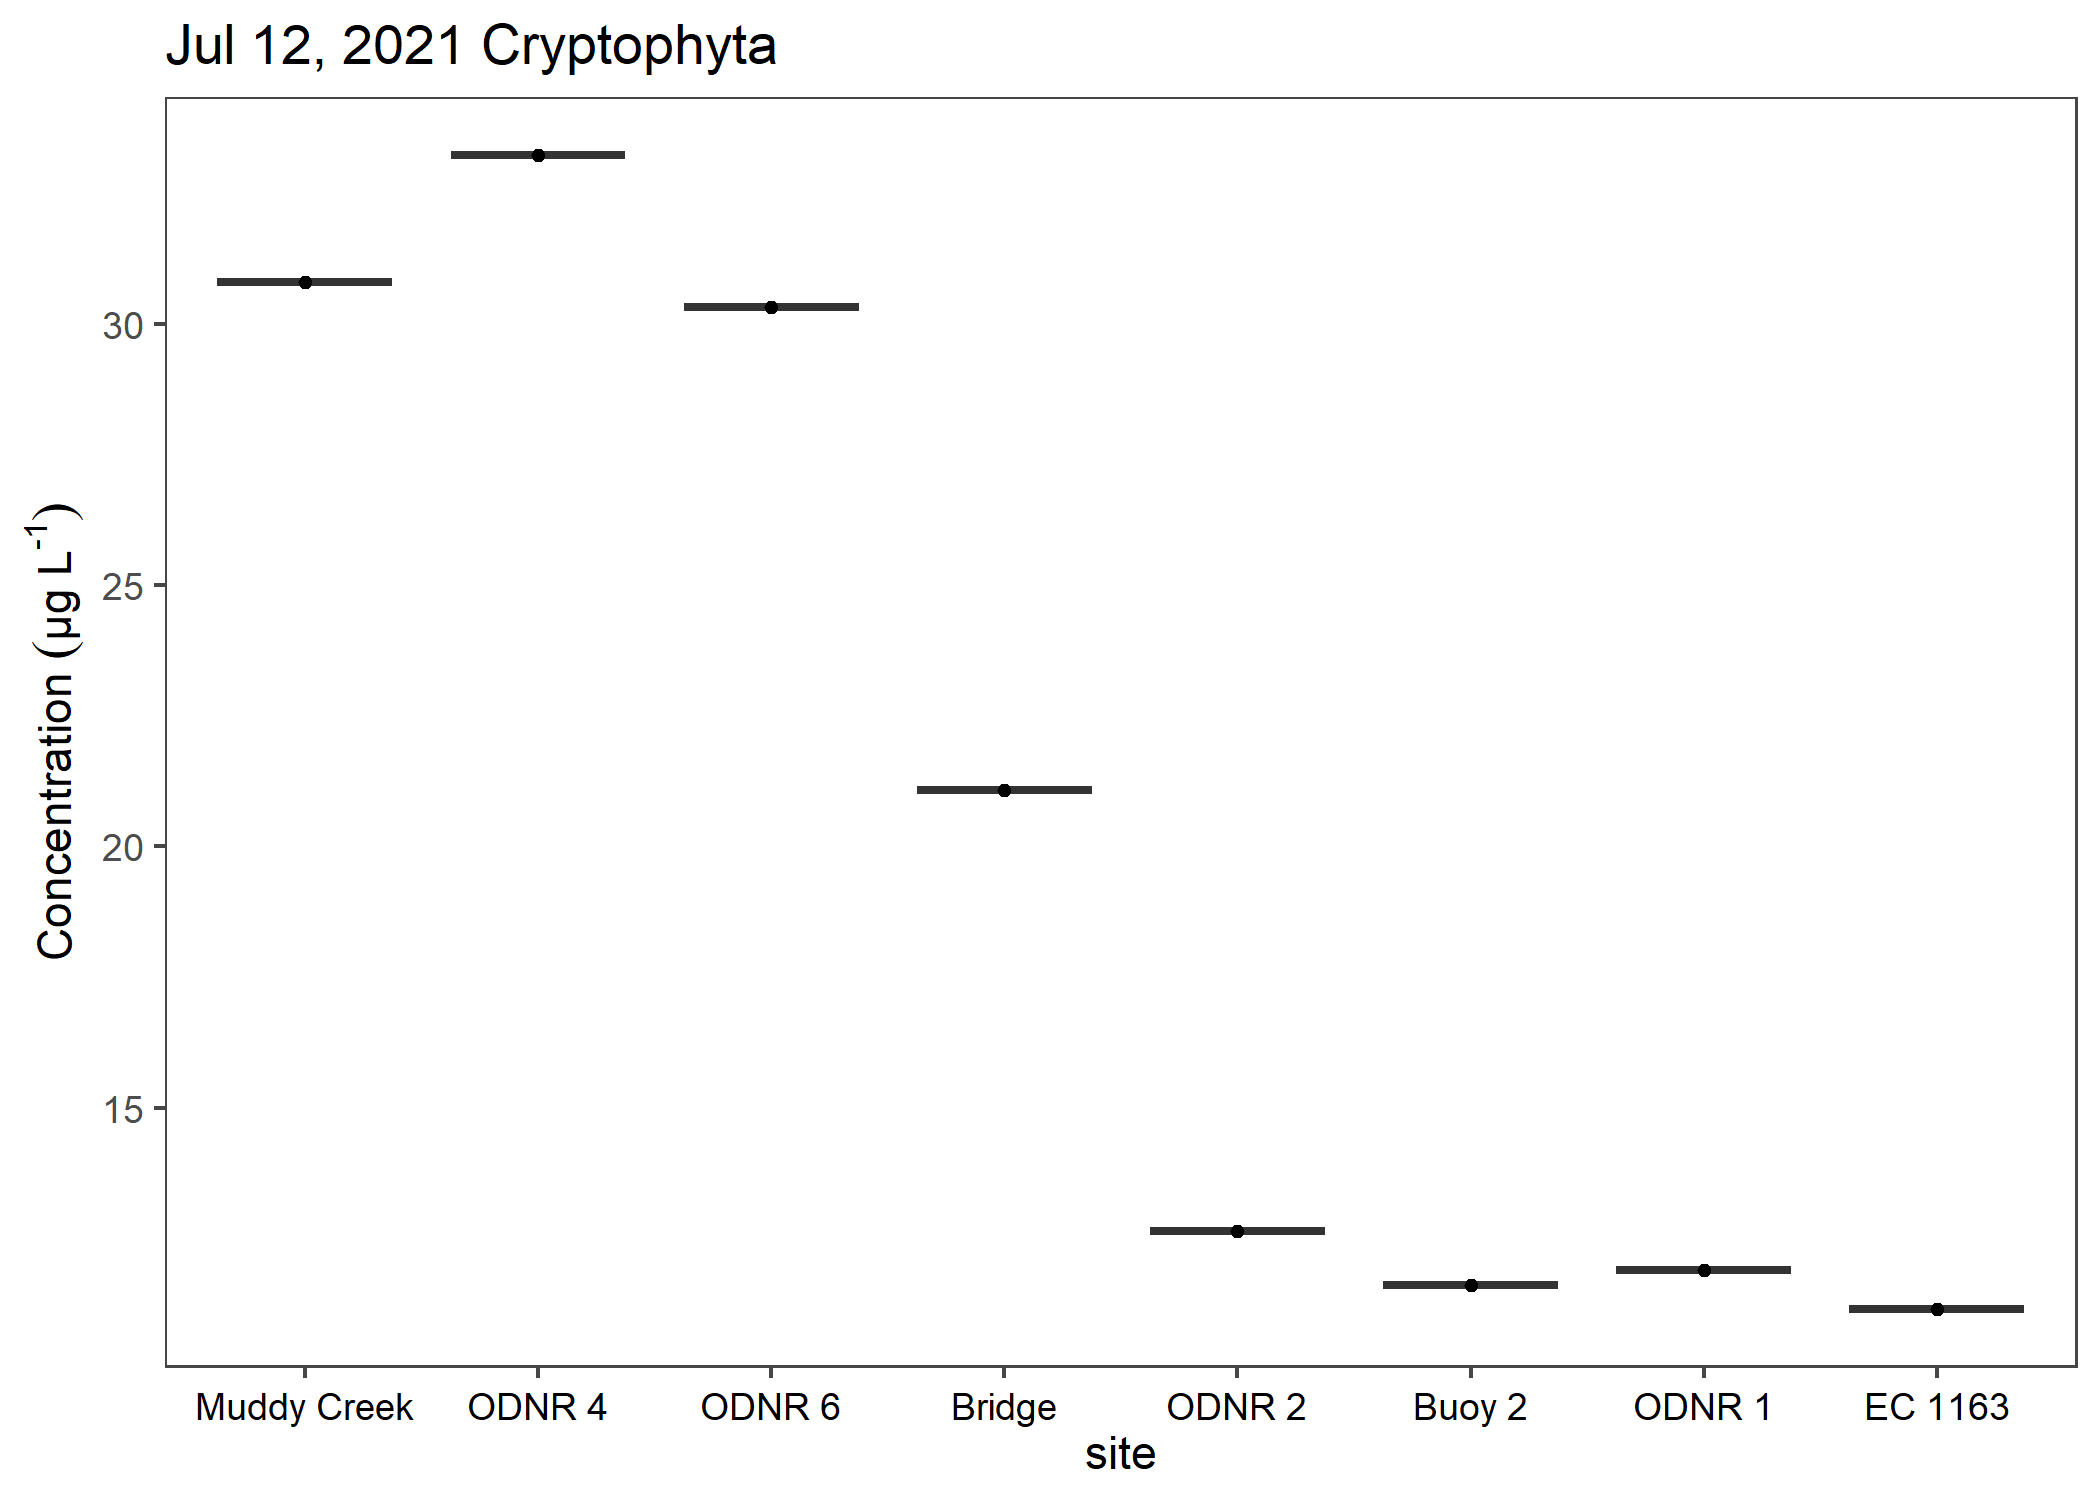 Jul 12, 2021 Cryptophyta
Concentration (µg L-1)
30
25
20
15
Muddy Creek ODNR 4 ODNR 6 Bridge ODNR 2 Buoy 2 ODNR 1 EC 1163
site